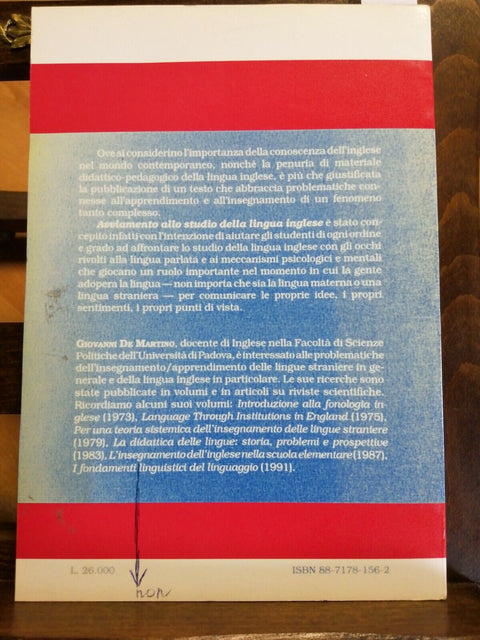 Ove si considerino l'importanza della conoscenza dell'inglese
nel mondo contemporaneo, nonchè la penuria di materiale
didattico-pedagogico della lingua inglese, è più che giustificata
la pubblicazione di un testo che abbraccia problematiche con-
nesse all'apprendimento e all'insegnamento di un fenomeno
tanto complesso.
Avviamento allo studio della lingua inglese è stato con-
cepito infatti con l'intenzione di aiutare gli studenti di ogni ordine
e grado ad affrontare lo studio della lingua inglese con gli occhi
rivolti alla lingua parlata e ai meccanismi psicologici e mentali
che giocano un ruolo importante nel momento in cui la gente
adopera la lingua — non importa che sia la lingua materna o una
lingua straniera — per comunicare le proprie idee, i propri
sentimenti, i propri punti di vista.
GIOVANNI DE MARTINO, docente di Inglese nella Facoltà di Scienze
Politiche dell'Università di Padova, è interessato alle problematiche
dell'insegnamento/apprendimento delle lingue straniere in ge-
nerale e della lingua inglese in particolare. Le sue ricerche sono
state pubblicate in volumi e in articoli su riviste scientifiche.
Ricordiamo alcuni suoi volumi: Introduzione alla fonologia in-
glese (1973), Language Through Institutions in England (1975),
Per una teoria sistemica dell'insegnamento delle lingue straniere
(1979), La didattica delle lingue: storia, problemi e prospettive
(1983), L'insegnamento dell'inglese nella scuola elementare (1987),
I fondamenti linguistici del linguaggio (1991).
L. 26.000 ISBN 88-7178-156-2
non